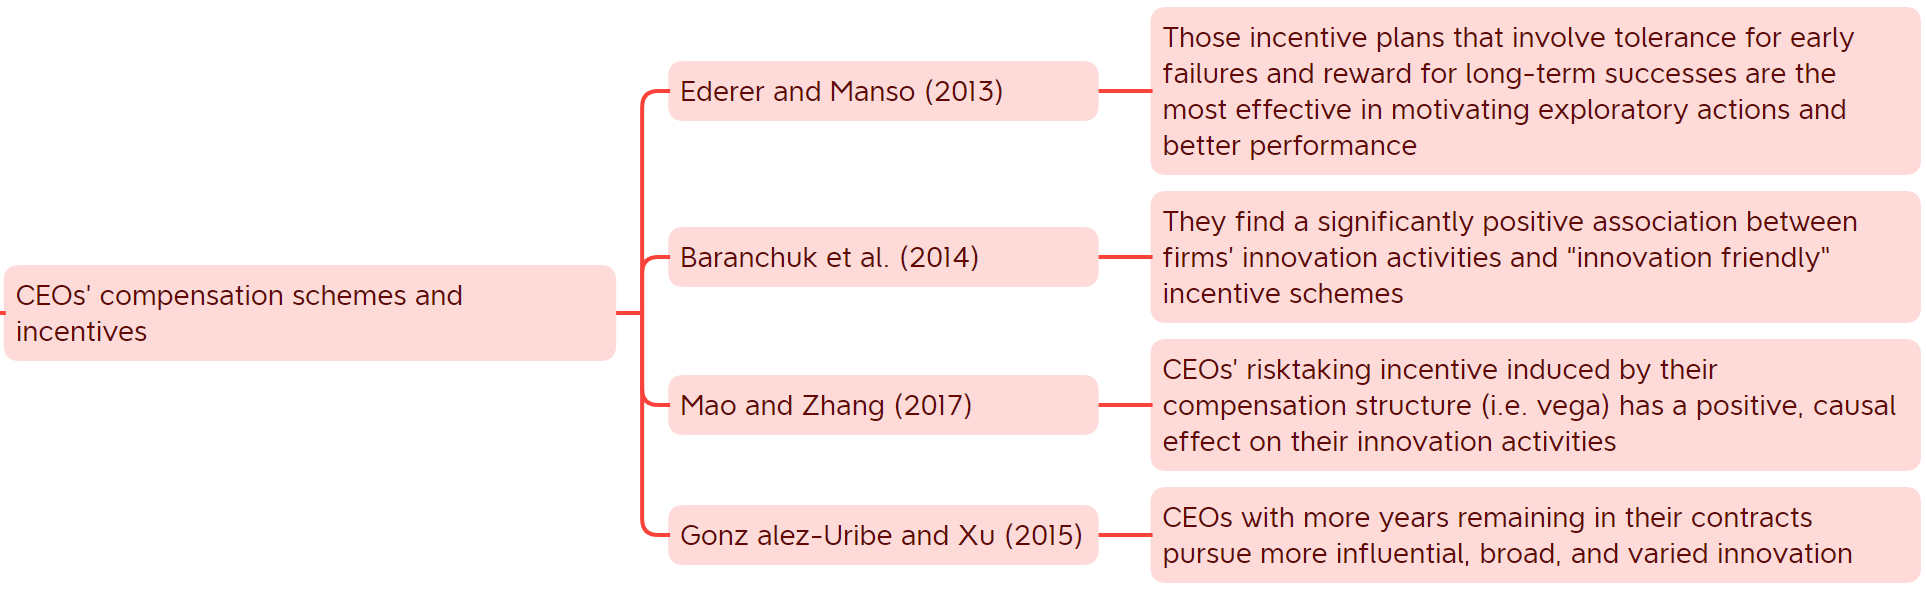 CEOs' compensation schemes and
incentives
Ederer and Manso (2013)
Those incentive plans that involve tolerance for early
failures and reward for long-term successes are the
most effective in motivating exploratory actions and
better performance
Baranchuk et al. (2014)
They find a significantly positive association between
firms' innovation activities and “innovation friendly”
incentive schemes
Mao and Zhang (2017)
CEOs' risktaking incentive induced by their
compensation structure (i.e. vega) has a positive, causal
effect on their innovation activities
Gonz alez-Uribe and Xu (2015)
CEOs with more years remaining in their contracts
pursue more influential, broad, and varied innovation